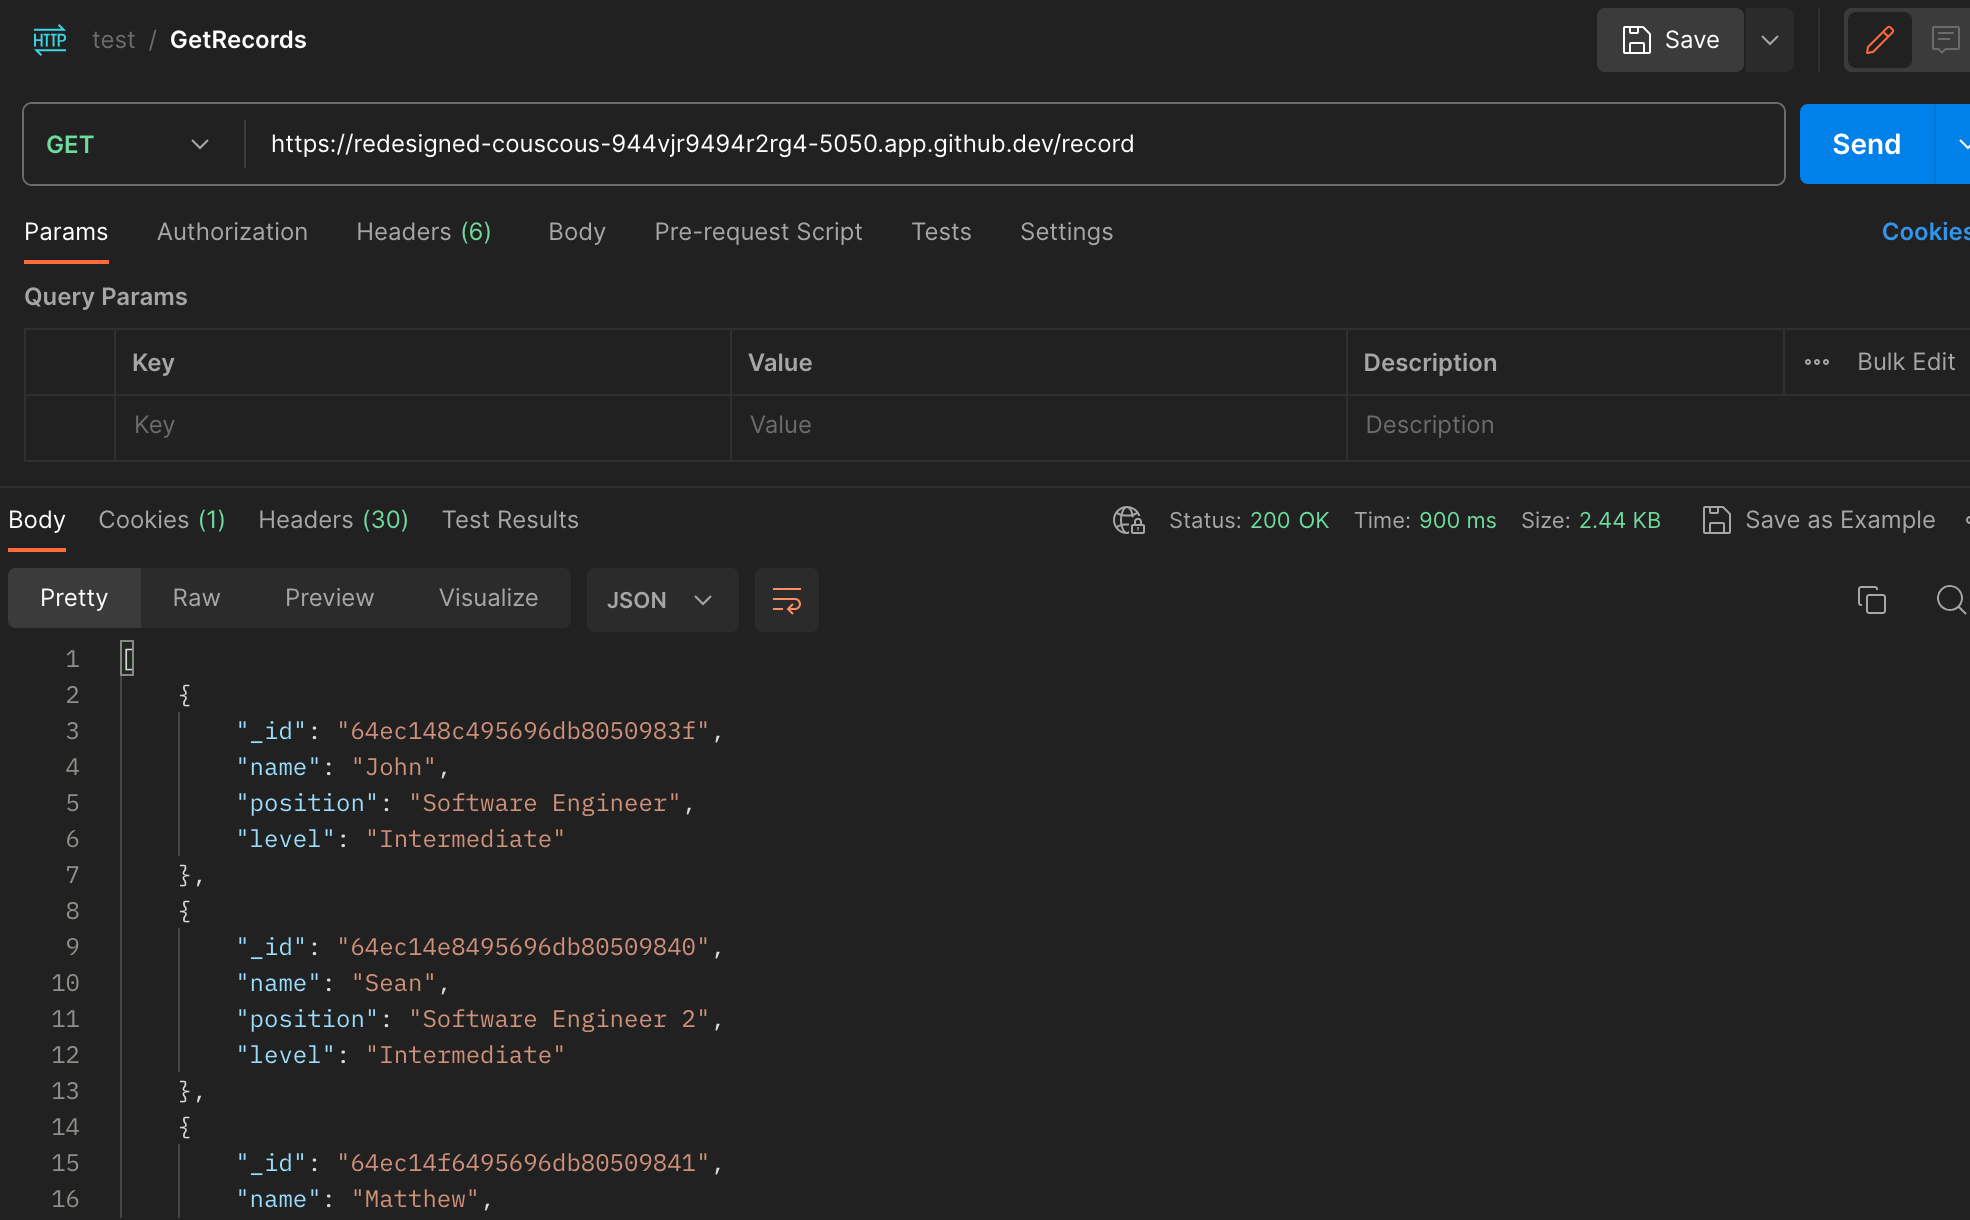 HTTP test / GetRecords Save
GET https://redesigned-couscous-944vjr9494r2rg4-5050.app.github.dev/record Send
Params Authorization Headers (6) Body Pre-request Script Tests Settings Cookies
Query Params
Key Value Description Bulk Edit
Key Value Description
Body Cookies (1) Headers (30) Test Results Status: 200 OK Time: 900 ms Size: 2.44 KB Save as Example
Pretty Raw Preview Visualize JSON
1 [
2 {
3 "_id": "64ec148c495696db8050983f",
4 "name": "John",
5 "position": "Software Engineer",
6 "level": "Intermediate"
7 },
8 {
9 "_id": "64ec14e8495696db80509840",
10 "name": "Sean",
11 "position": "Software Engineer 2",
12 "level": "Intermediate"
13 },
14 {
15 "_id": "64ec14f6495696db80509841",
16 "name": "Matthew",